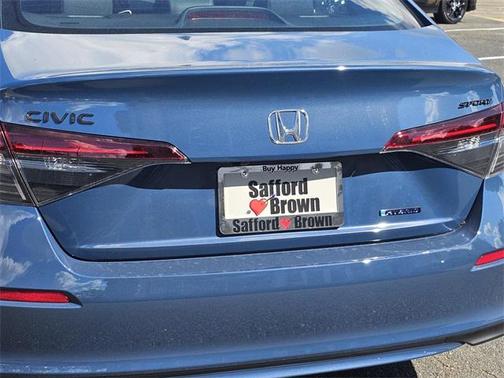 CIVIC
SPORT
Buy Happy
Safford
Brown
Safford Brown